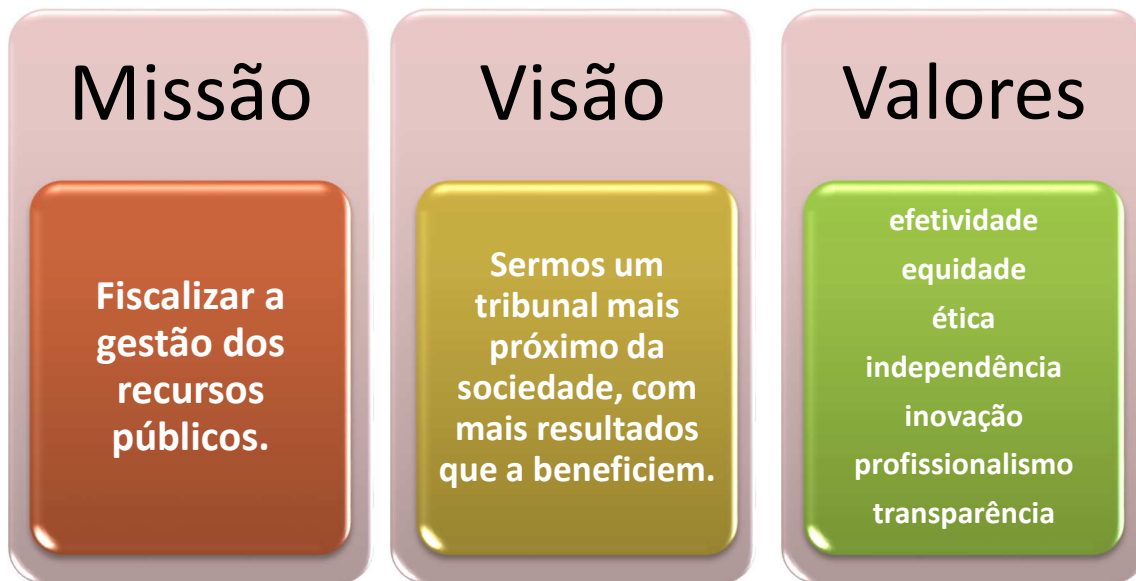 Missão
Fiscalizar a
gestão dos
recursos
públicos.
Visão
Sermos um
tribunal mais
próximo da
sociedade, com
mais resultados
que a beneficiem.
Valores
efetividade
equidade
ética
independência
inovação
profissionalismo
transparência